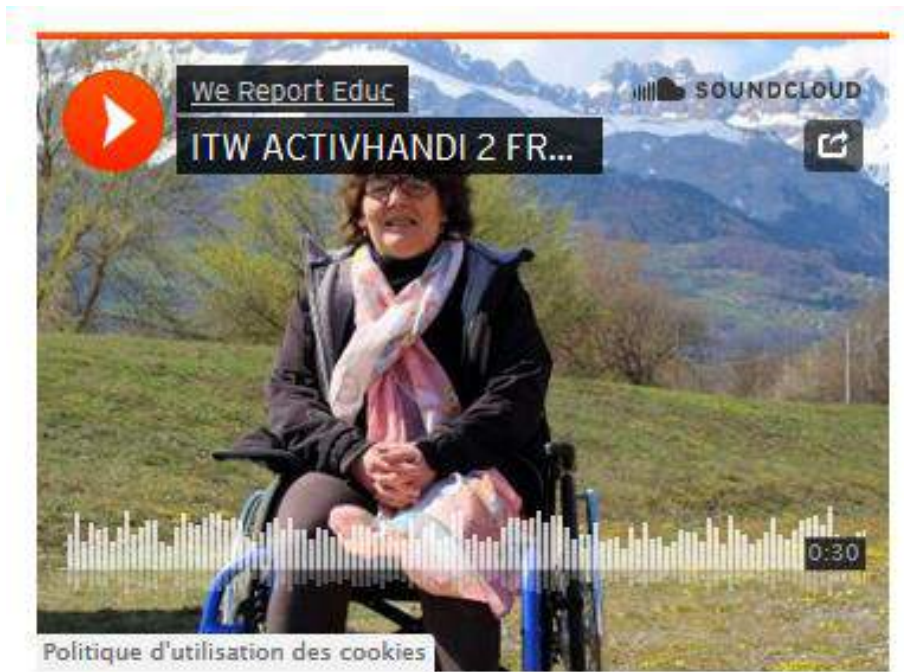 We Report Educ
SOUNDCLOUD
ITW ACTIVHANDI 2 FR...
0:30
Politique d'utilisation des cookies